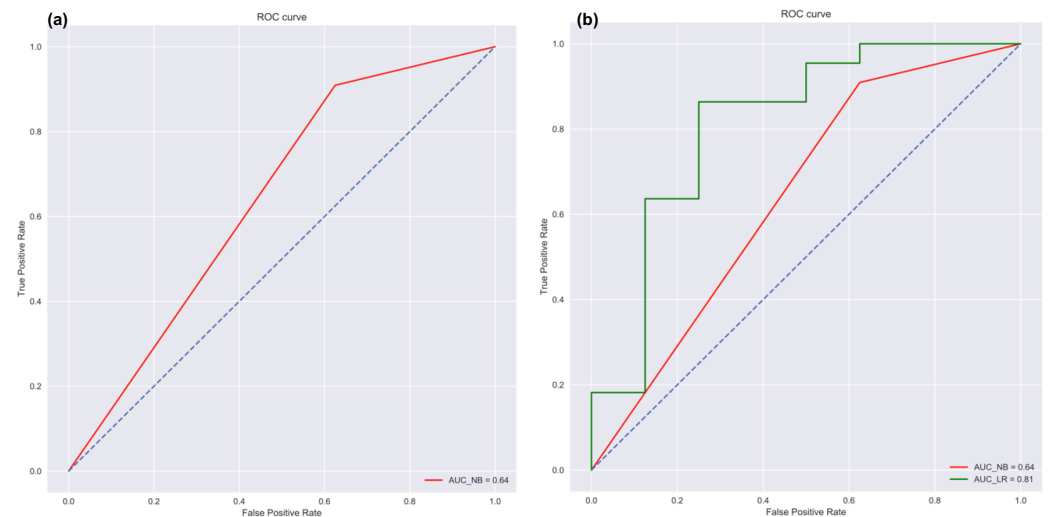 (a)
ROC curve
1.0
0.8
0.6
0.4
0.2
0.0
True Positive Rate
0.0 0.2 0.4 0.6 0.8 1.0
False Positive Rate
AUC_NB = 0.64
(b)
ROC curve
1.0
0.8
0.6
0.4
0.2
0.0
True Positive Rate
0.0 0.2 0.4 0.6 0.8 1.0
False Positive Rate
AUC_NB = 0.64
AUC_LR = 0.81